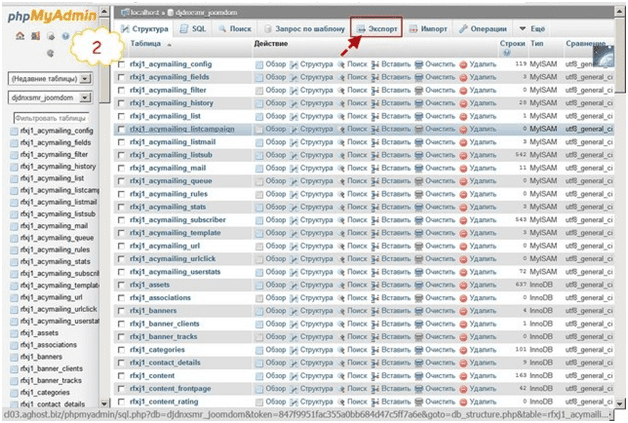 phpMyAdmin
2
(Недавние таблицы)
djdnxsmr_joomdom
Фильтровать таблицы
rfxj1_acymailing_config
rfxj1_acymailing_fields
rfxj1_acymailing_filter
rfxj1_acymailing_history
rfxj1_acymailing_list
rfxj1_acymailing_listcamp
rfxj1_acymailing_listmail
rfxj1_acymailing_listsub
rfxj1_acymailing_mail
rfxj1_acymailing_queue
rfxj1_acymailing_rules
rfxj1_acymailing_stats
rfxj1_acymailing_subscrib
rfxj1_acymailing_templat
rfxj1_acymailing_url
rfxj1_acymailing_urlclick
rfxj1_acymailing_userstat
rfxj1_assets
rfxj1_associations
rfxj1_banners
rfxj1_banner_clients
rfxj1_banner_tracks
rfxj1_categories
rfxj1_contact_details
localhost » djdnxsmr_joomdom
Структура SQL Поиск Запрос по шаблону Экспорт Импорт Операции Ещё
Таблица Действие Строки Тип Сравнение
rfxj1_acymailing_config Обзор Структура Поиск Вставить Очистить Удалить 119 MyISAM utf8_general_ci
rfxj1_acymailing_fields Обзор Структура Поиск Вставить Очистить Удалить 3 MyISAM utf8_general_ci
rfxj1_acymailing_filter Обзор Структура Поиск Вставить Очистить Удалить 0 MyISAM utf8_general_ci
rfxj1_acymailing_history Обзор Структура Поиск Вставить Очистить Удалить 20 MyISAM utf8_general_ci
rfxj1_acymailing_list Обзор Структура Поиск Вставить Очистить Удалить 1 MyISAM utf8_general_ci
rfxj1_acymailing_listcampaign Обзор Структура Поиск Вставить Очистить Удалить 0 MyISAM utf8_general_ci
rfxj1_acymailing_listmail Обзор Структура Поиск Вставить Очистить Удалить 3 MyISAM utf8_general_ci
rfxj1_acymailing_listsub Обзор Структура Поиск Вставить Очистить Удалить 542 MyISAM utf8_general_ci
rfxj1_acymailing_mail Обзор Структура Поиск Вставить Очистить Удалить 11 MyISAM utf8_general_ci
rfxj1_acymailing_queue Обзор Структура Поиск Вставить Очистить Удалить 0 MyISAM utf8_general_ci
rfxj1_acymailing_rules Обзор Структура Поиск Вставить Очистить Удалить 0 MyISAM utf8_general_ci
rfxj1_acymailing_stats Обзор Структура Поиск Вставить Очистить Удалить 3 MyISAM utf8_general_ci
rfxj1_acymailing_subscriber Обзор Структура Поиск Вставить Очистить Удалить 543 MyISAM utf8_general_ci
rfxj1_acymailing_template Обзор Структура Поиск Вставить Очистить Удалить 3 MyISAM utf8_general_ci
rfxj1_acymailing_url Обзор Структура Поиск Вставить Очистить Удалить 0 MyISAM utf8_general_ci
rfxj1_acymailing_urlclick Обзор Структура Поиск Вставить Очистить Удалить 0 MyISAM utf8_general_ci
rfxj1_acymailing_userstats Обзор Структура Поиск Вставить Очистить Удалить 72 MyISAM utf8_general_ci
rfxj1_assets Обзор Структура Поиск Вставить Очистить Удалить 637 InnoDB utf8_general_ci
rfxj1_associations Обзор Структура Поиск Вставить Очистить Удалить 0 InnoDB utf8_general_ci
rfxj1_banners Обзор Структура Поиск Вставить Очистить Удалить 4 InnoDB utf8_general_ci
rfxj1_banner_clients Обзор Структура Поиск Вставить Очистить Удалить 1 InnoDB utf8_general_ci
rfxj1_banner_tracks Обзор Структура Поиск Вставить Очистить Удалить 0 InnoDB utf8_general_ci
rfxj1_categories Обзор Структура Поиск Вставить Очистить Удалить 101 InnoDB utf8_general_ci
rfxj1_contact_details Обзор Структура Поиск Вставить Очистить Удалить 9 InnoDB utf8_general_ci
rfxj1_content Обзор Структура Поиск Вставить Очистить Удалить 163 InnoDB utf8_general_ci
rfxj1_content_frontpage Обзор Структура Поиск Вставить Очистить Удалить 42 InnoDB utf8_general_ci
rfxj1_content_rating Обзор Структура Поиск Вставить Очистить Удалить 0 InnoDB utf8_general_ci
d03.aghost.biz/phpmyadmin/sql.php?db=djdnxsmr_joomdom&token=847f9951fac355a0bb684d47c5ff7a6e&goto=db_structure.php&table=rfxj1_acymaili...